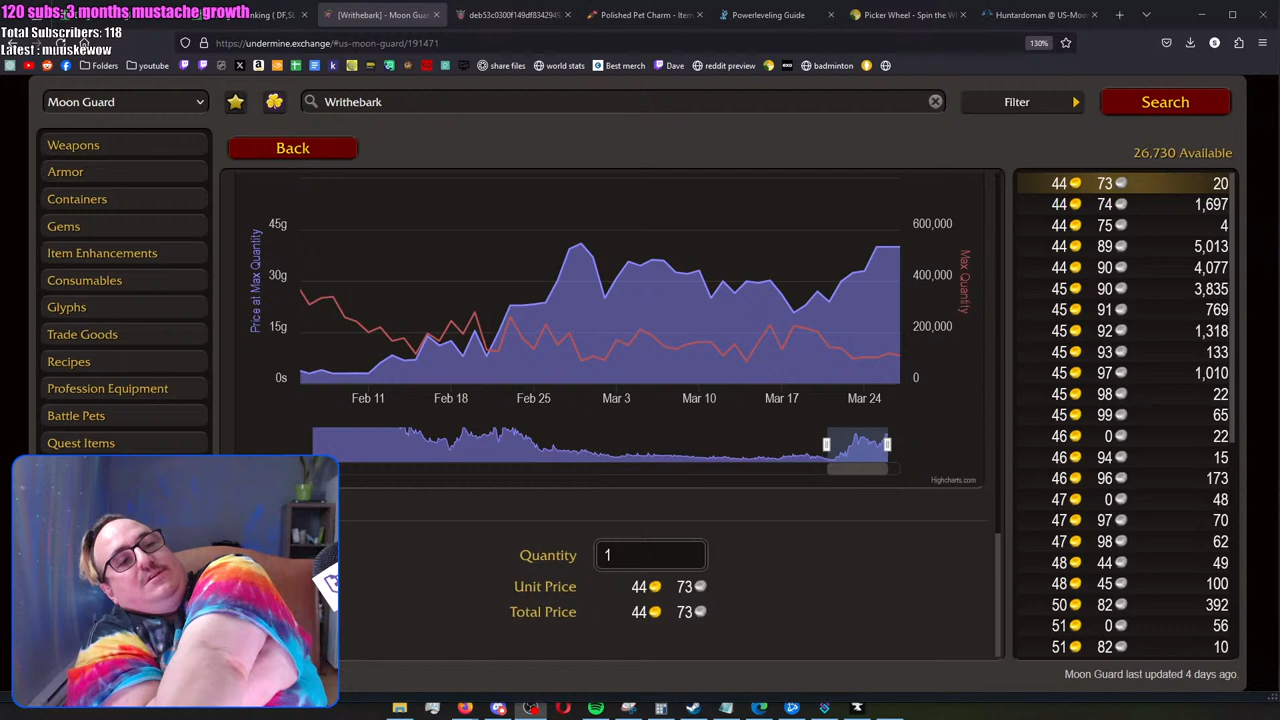 120 subs: 3 months mustache growth
Total Subscribers: 118
Latest : muuskewow
[Writhebark] - Moon Gua
deb53c0300f149df834294
Polished Pet Charm - Item
Powerleveling Guide
Picker Wheel - Spin the W
Huntardoman @ US-Moon
https://undermine.exchange/#us-moon-guard/191471
130%
Folders
youtube
share files
world stats
Best merch
Dave
reddit preview
badminton
Moon Guard
Writhebark
Filter
Search
Back
26,730 Available
Weapons
Armor
Containers
Gems
Item Enhancements
Consumables
Glyphs
Trade Goods
Recipes
Profession Equipment
Battle Pets
Quest Items
Price at Max Quantity
45g
30g
15g
0s
600,000
400,000
200,000
0
Max Quantity
Feb 11
Feb 18
Feb 25
Mar 3
Mar 10
Mar 17
Mar 24
Highcharts.com
Quantity
1
Unit Price 44 73
Total Price 44 73
44 73 20
44 74 1,697
44 75 4
44 89 5,013
44 90 4,077
45 90 3,835
45 91 769
45 92 1,318
45 93 133
45 97 1,010
45 98 22
45 99 65
46 0 22
46 94 15
46 96 173
47 0 48
47 97 70
47 98 62
48 44 49
48 45 100
50 82 392
51 0 56
51 82 10
Moon Guard last updated 4 days ago.